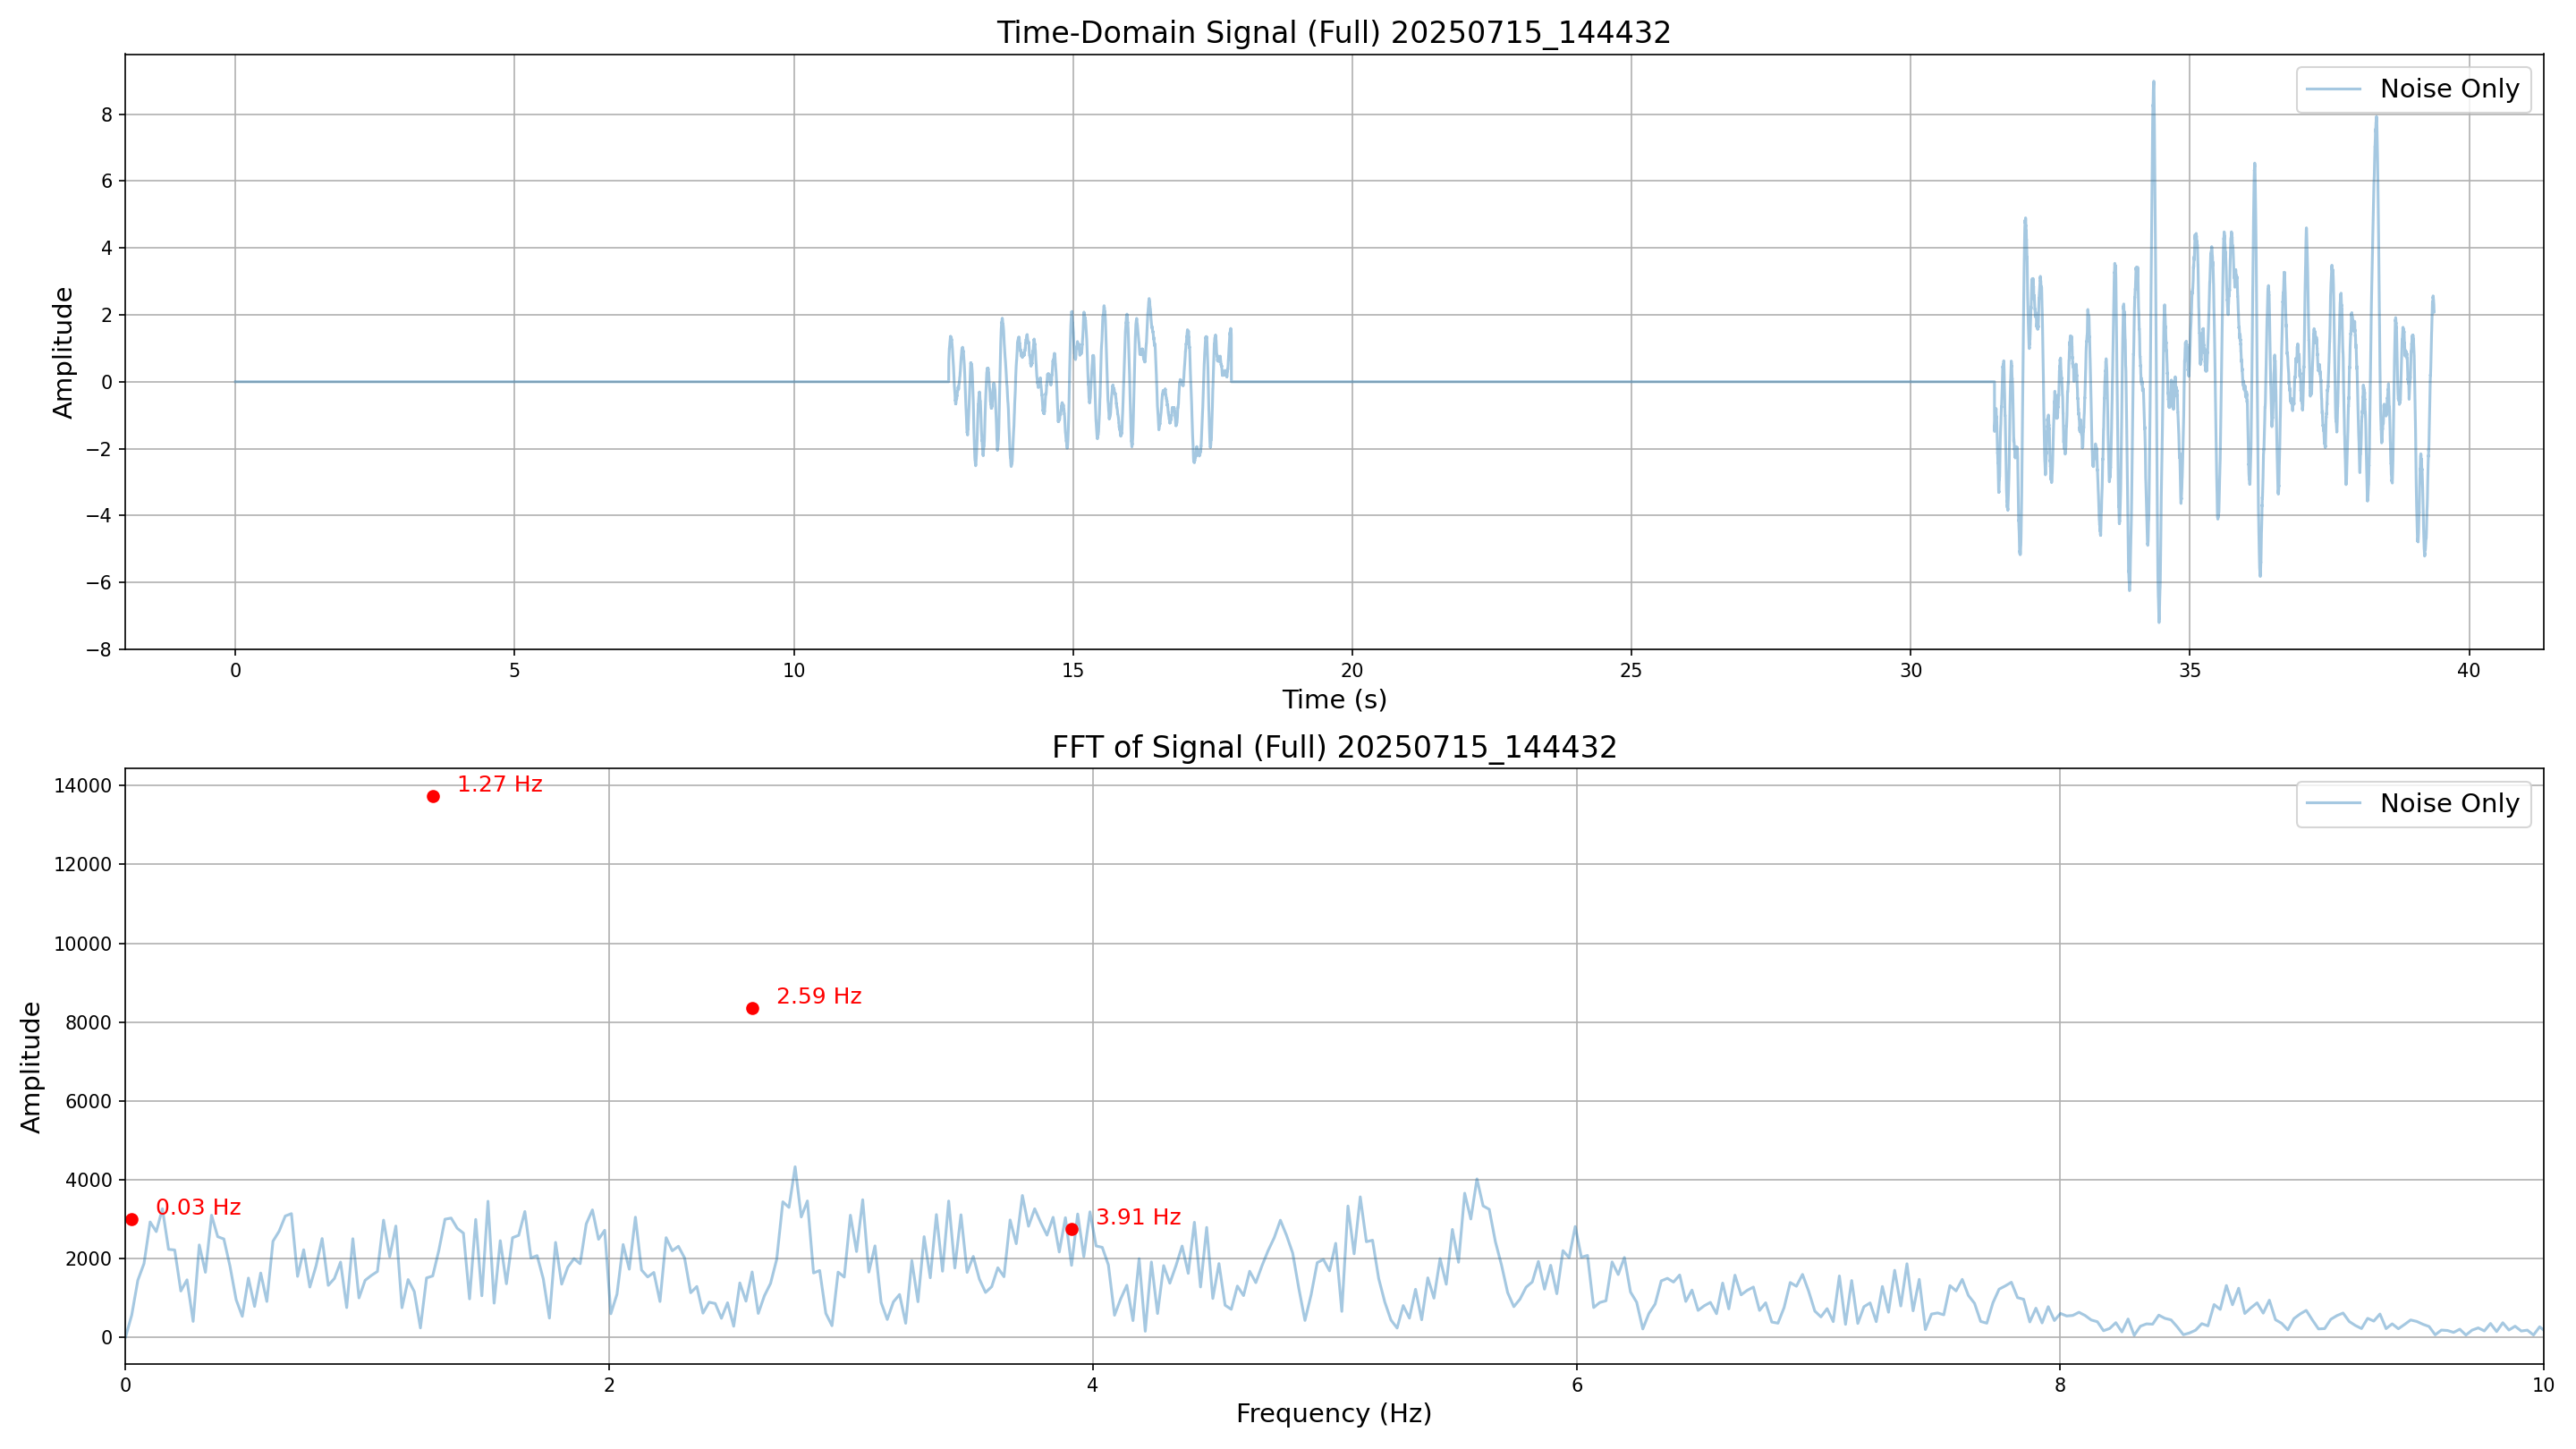 Time-Domain Signal (Full) 20250715_144432
Noise Only
Amplitude
8
6
4
2
0
−2
−4
−6
−8
0 5 10 15 20 25 30 35 40
Time (s)
FFT of Signal (Full) 20250715_144432
Noise Only
Amplitude
14000
12000
10000
8000
6000
4000
2000
0
1.27 Hz
2.59 Hz
0.03 Hz
3.91 Hz
0 2 4 6 8 10
Frequency (Hz)